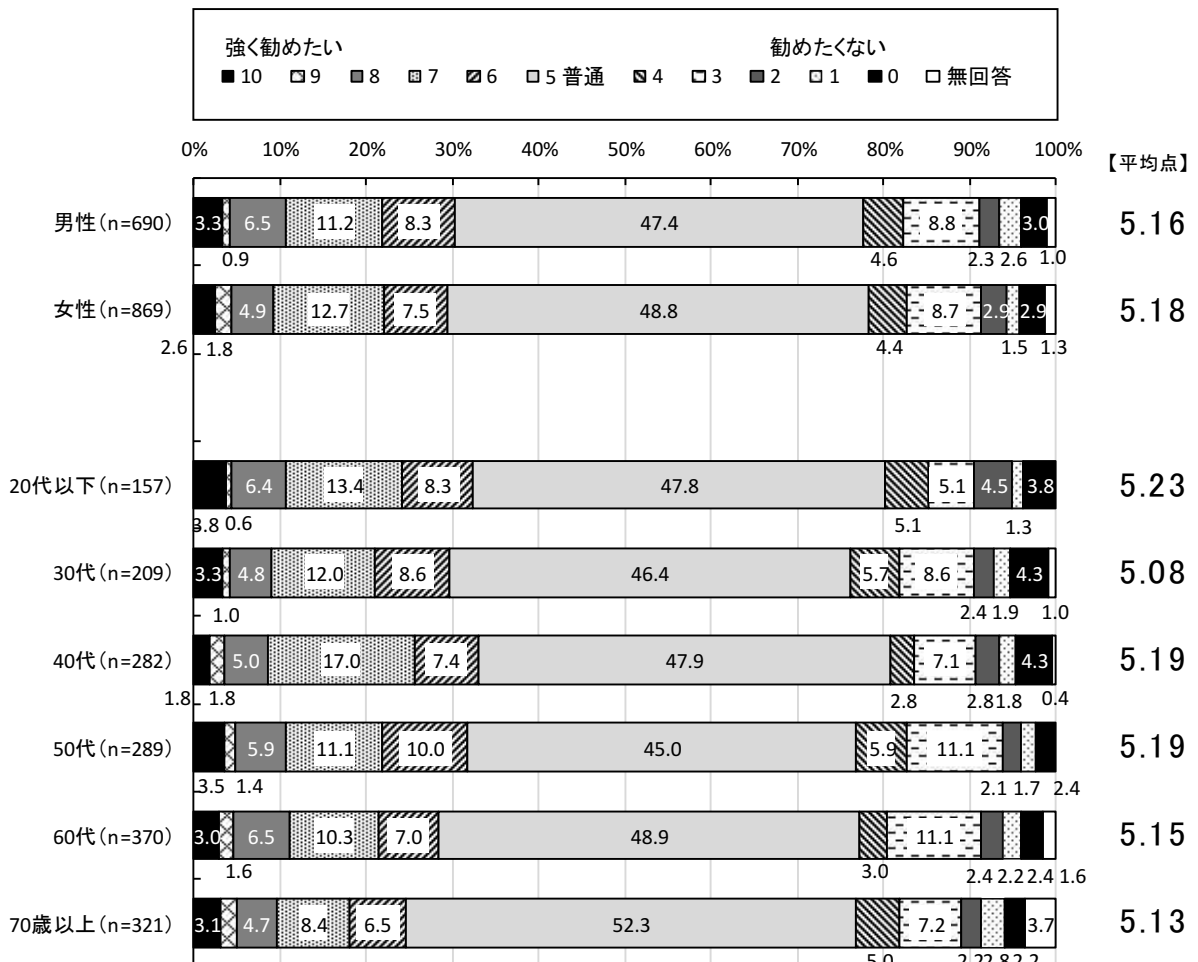 強く勧めたい 勧めたくない
10 9 8 7 6 5 普通 4 3 2 1 0 無回答
0% 10% 20% 30% 40% 50% 60% 70% 80% 90% 100%
【平均点】
男性(n=690) 3.3 6.5 11.2 8.3 47.4 8.8 3.0 5.16
0.9 4.6 2.3 2.6 1.0
女性(n=869) 4.9 12.7 7.5 48.8 8.7 2.9 2.9 5.18
2.6 1.8 4.4 1.5 1.3
20代以下(n=157) 6.4 13.4 8.3 47.8 5.1 4.5 3.8 5.23
3.8 0.6 5.1 1.3
30代(n=209) 3.3 4.8 12.0 8.6 46.4 5.7 8.6 4.3 5.08
1.0 2.4 1.9 1.0
40代(n=282) 5.0 17.0 7.4 47.9 7.1 4.3 5.19
1.8 1.8 2.8 2.8 1.8 0.4
50代(n=289) 5.9 11.1 10.0 45.0 5.9 11.1 5.19
3.5 1.4 2.1 1.7 2.4
60代(n=370) 3.0 6.5 10.3 7.0 48.9 11.1 5.15
1.6 3.0 2.4 2.2 2.4 1.6
70歳以上(n=321) 3.1 4.7 8.4 6.5 52.3 7.2 3.7 5.13
5.0 2.2 2.8 2.2